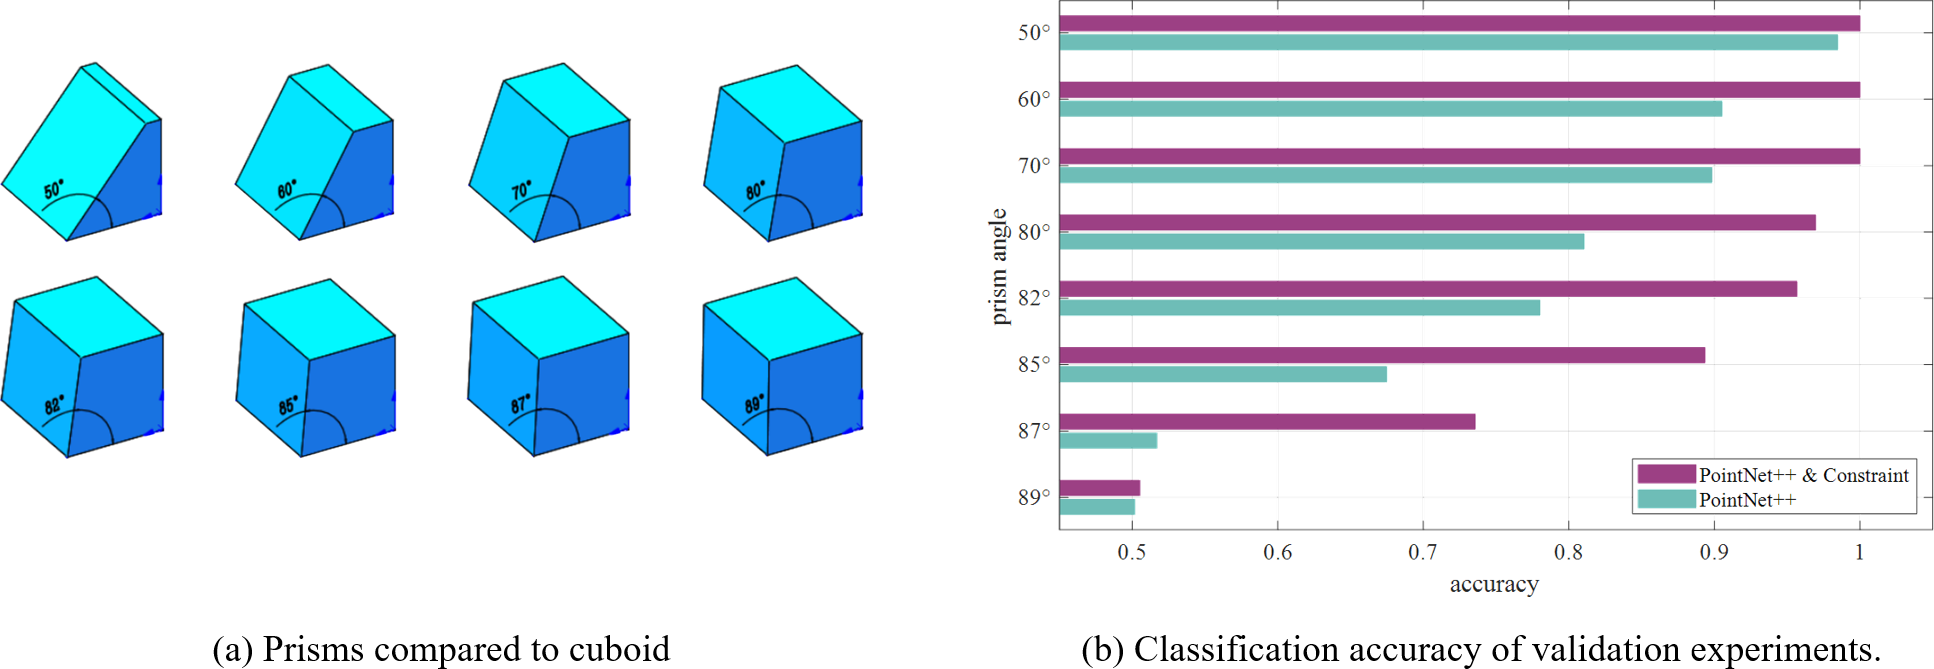 50°
60°
70°
80°
82°
85°
87°
89°
(a) Prisms compared to cuboid
prism angle
50°
60°
70°
80°
82°
85°
87°
89°
PointNet++ & Constraint
PointNet++
0.5 0.6 0.7 0.8 0.9 1
accuracy
(b) Classification accuracy of validation experiments.